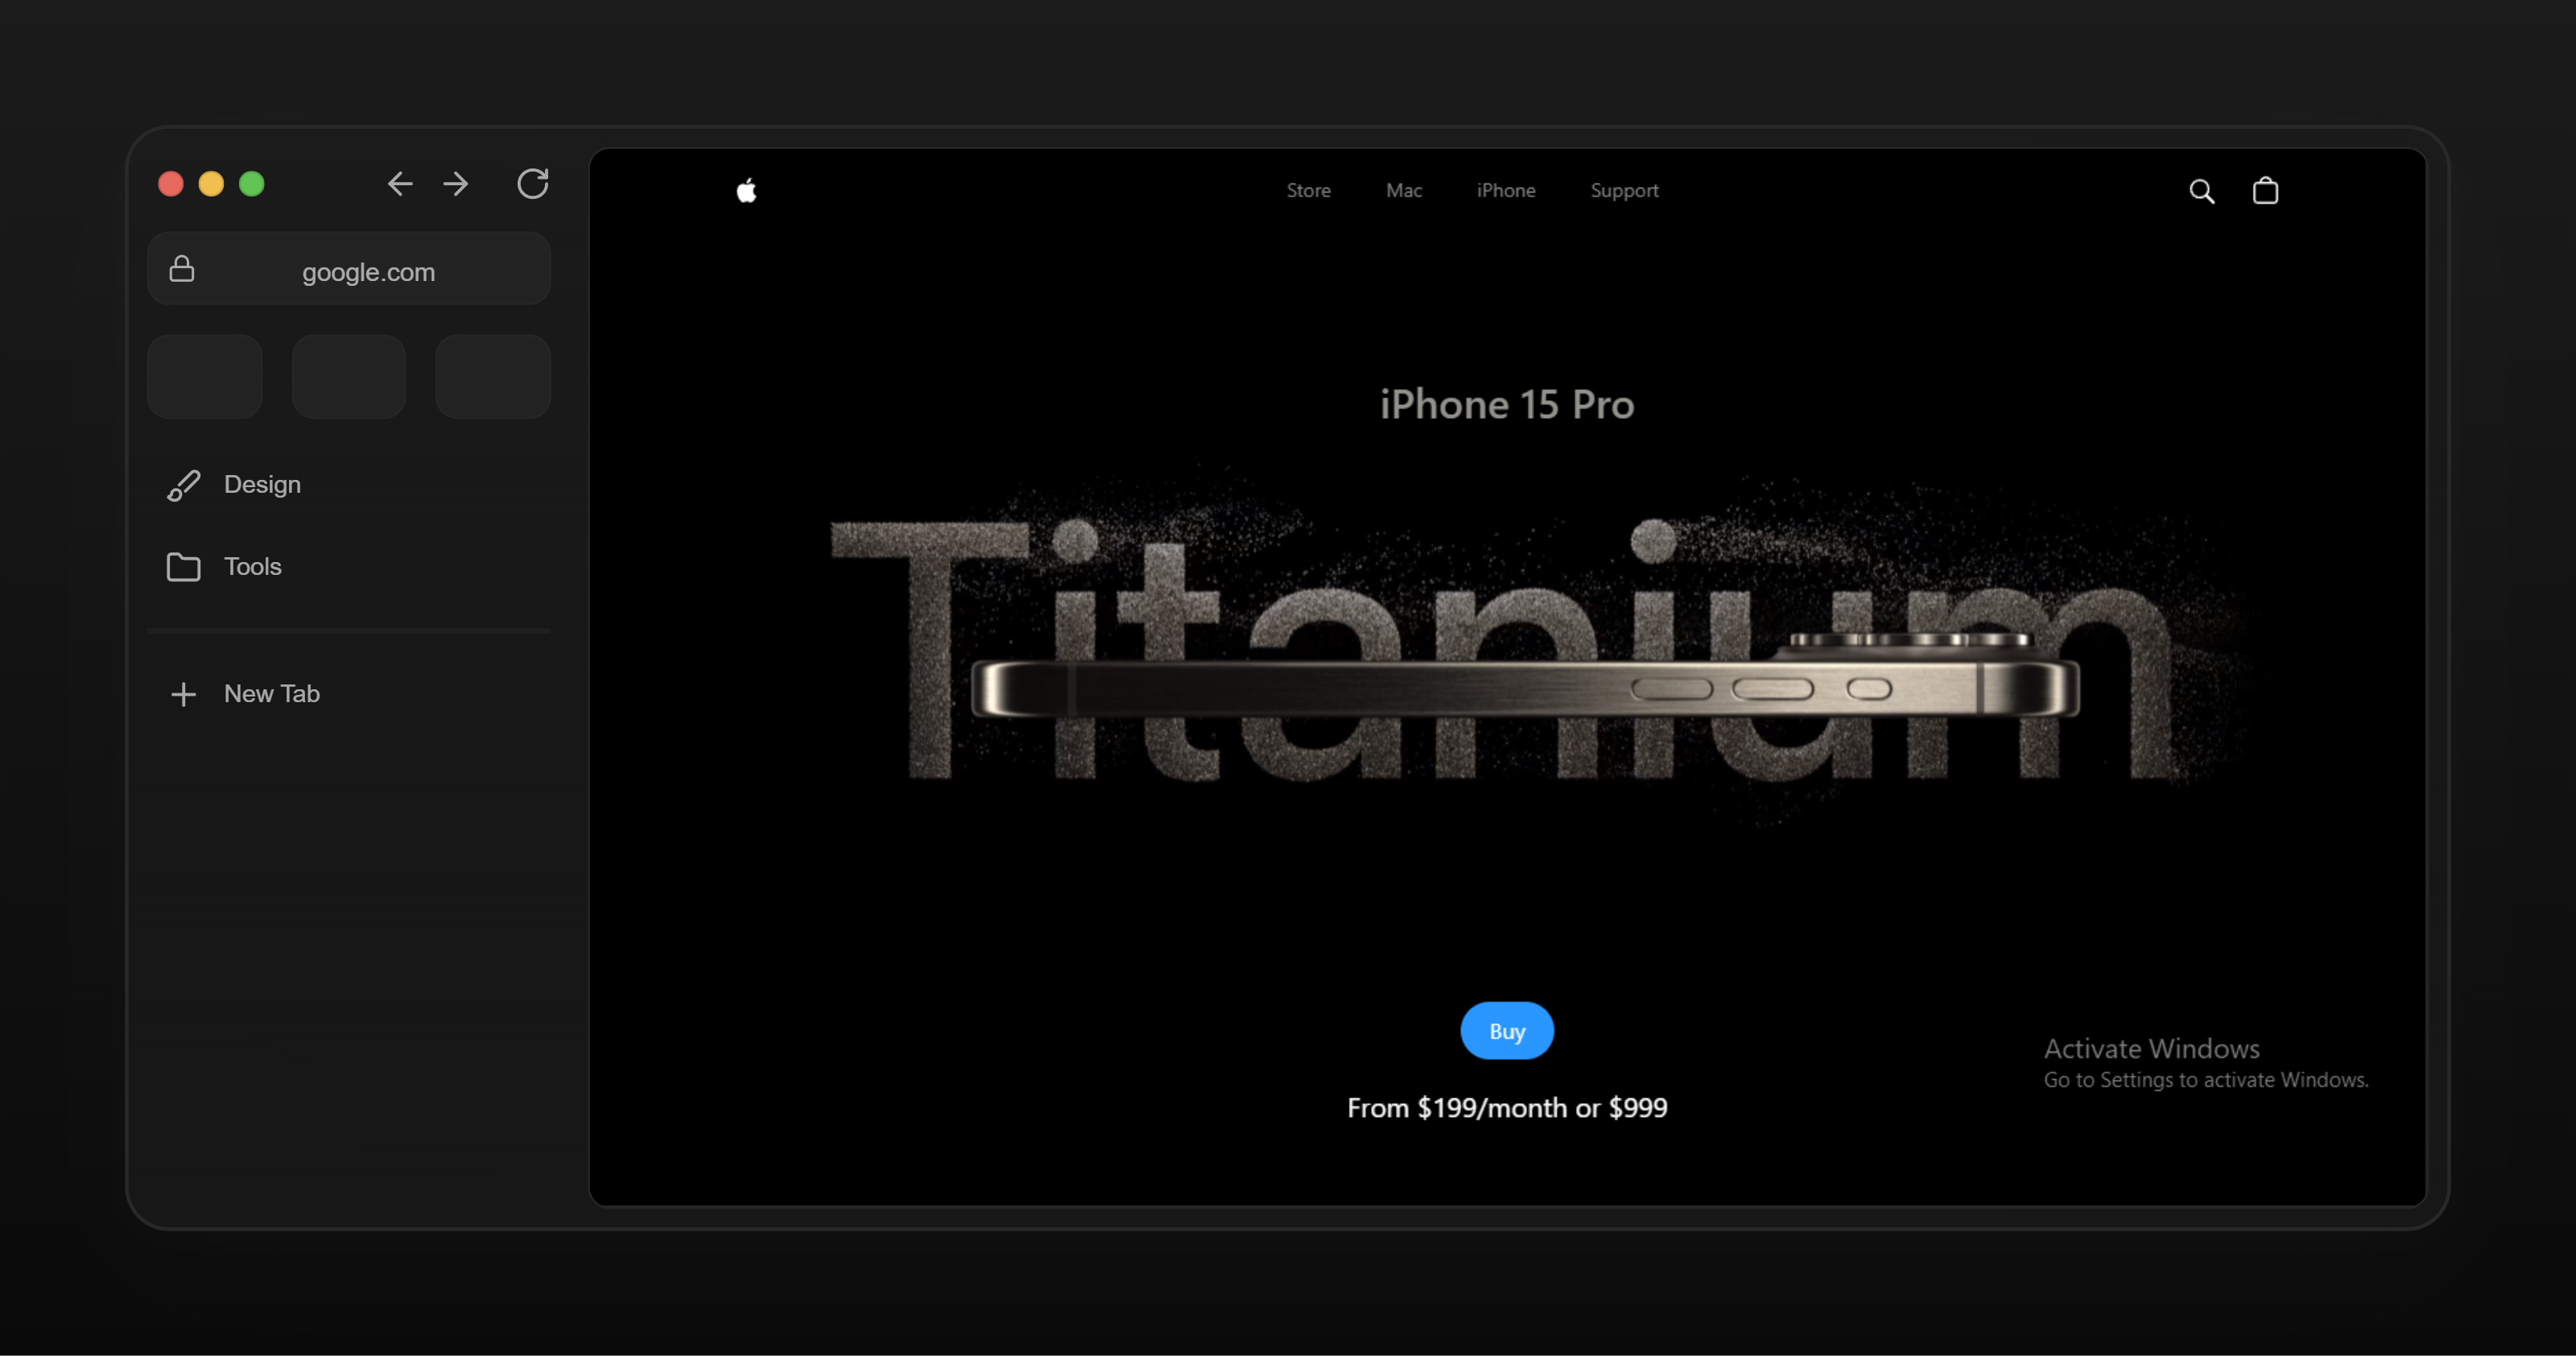 google.com
Design
Tools
New Tab
Store Mac iPhone Support
iPhone 15 Pro
Titanium
Buy
From $199/month or $999
Activate Windows
Go to Settings to activate Windows.